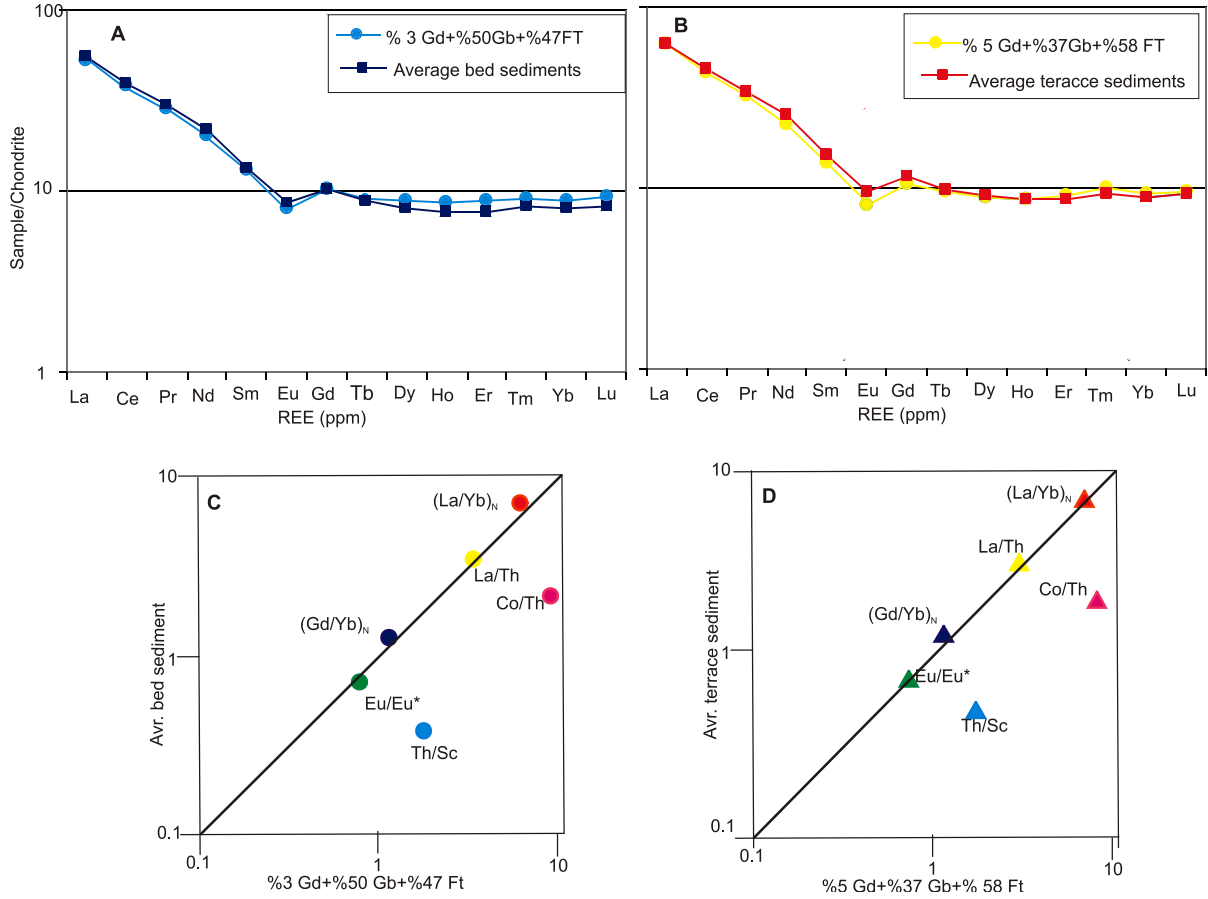 100
A
% 3 Gd+%50Gb+%47FT
Average bed sediments
10
Sample/Chondrite
1
La Ce Pr Nd Sm Eu Gd Tb Dy Ho Er Tm Yb Lu
REE (ppm)
B
% 5 Gd+%37Gb+%58 FT
Average teracce sediments
La Ce Pr Nd Sm Eu Gd Tb Dy Ho Er Tm Yb Lu
REE (ppm)
10
C
(La/Yb)N
La/Th
Co/Th
(Gd/Yb)N
1
Eu/Eu*
Th/Sc
Avr. bed sediment
0.1
0.1 1 10
%3 Gd+%50 Gb+%47 Ft
10
D
(La/Yb)N
La/Th
Co/Th
(Gd/Yb)N
1
Eu/Eu*
Th/Sc
Avr. terrace sediment
0.1
0.1 1 10
%5 Gd+%37 Gb+% 58 Ft